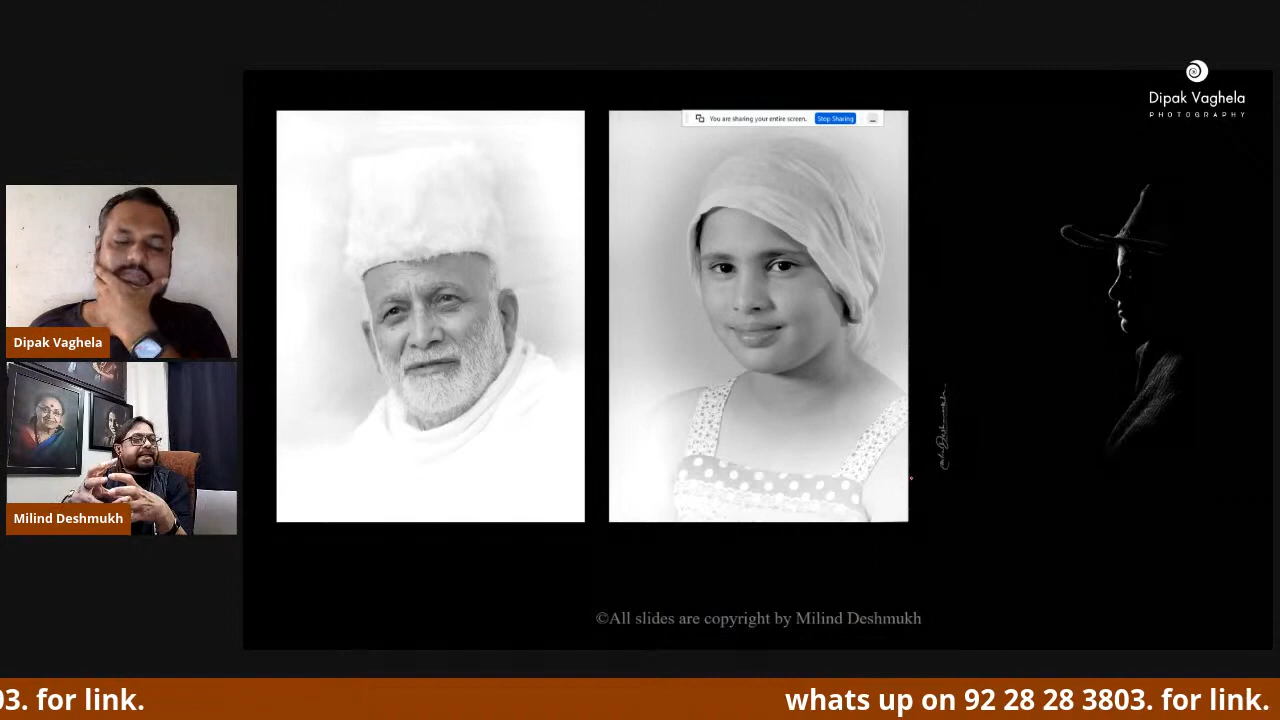 Dipak Vaghela
PHOTOGRAPHY
You are sharing your entire screen.
Stop Sharing
Dipak Vaghela
Milind Deshmukh
©All slides are copyright by Milind Deshmukh
03. for link.
whats up on 92 28 28 3803. for link.